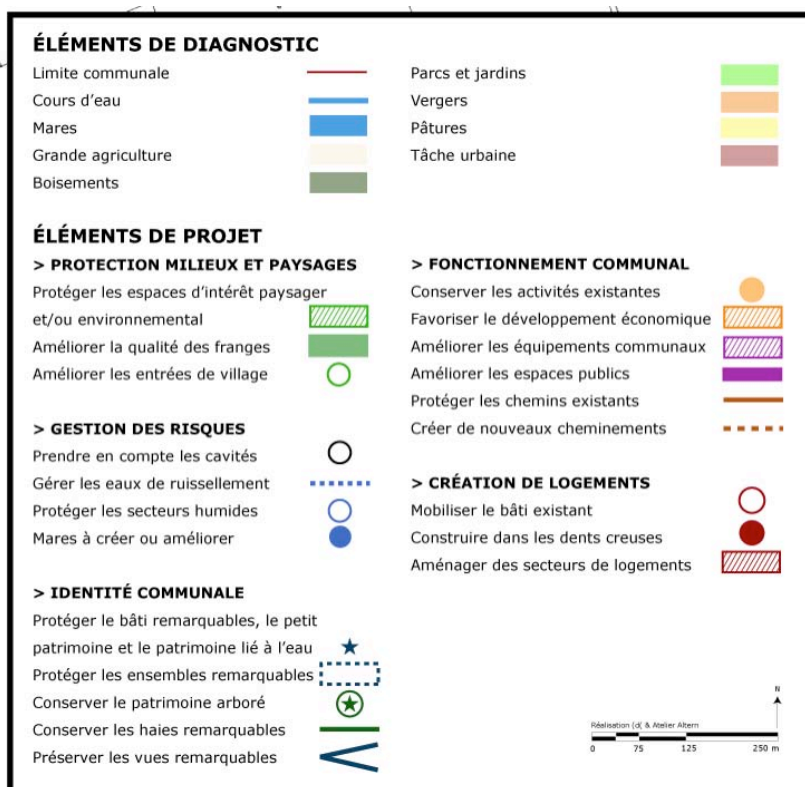 ÉLÉMENTS DE DIAGNOSTIC
Limite communale
Cours d'eau
Mares
Grande agriculture
Boisements
Parcs et jardins
Vergers
Pâtures
Tâche urbaine
ÉLÉMENTS DE PROJET
> PROTECTION MILIEUX ET PAYSAGES
Protéger les espaces d'intérêt paysager
et/ou environnemental
Améliorer la qualité des franges
Améliorer les entrées de village
> GESTION DES RISQUES
Prendre en compte les cavités
Gérer les eaux de ruissellement
Protéger les secteurs humides
Mares à créer ou améliorer
> IDENTITÉ COMMUNALE
Protéger le bâti remarquables, le petit
patrimoine et le patrimoine lié à l'eau
Protéger les ensembles remarquables
Conserver le patrimoine arboré
Conserver les haies remarquables
Préserver les vues remarquables
> FONCTIONNEMENT COMMUNAL
Conserver les activités existantes
Favoriser le développement économique
Améliorer les équipements communaux
Améliorer les espaces publics
Protéger les chemins existants
Créer de nouveaux cheminements
> CRÉATION DE LOGEMENTS
Mobiliser le bâti existant
Construire dans les dents creuses
Aménager des secteurs de logements
N
Réalisation (d( & Atelier Altern
0 75 125 250 m